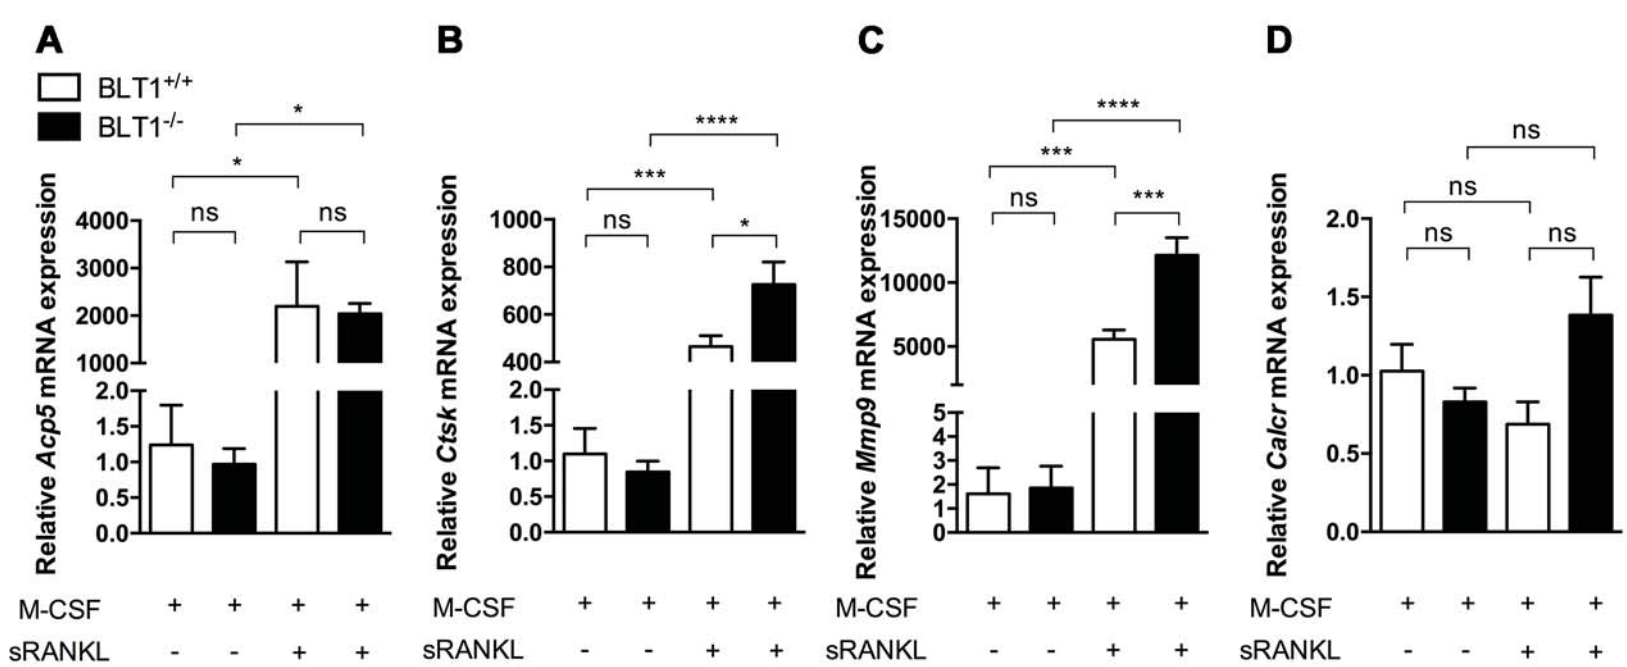 A
BLT1+/+
BLT1-/-
* *
ns ns
Relative Acp5 mRNA expression
4000
3000
2000
1000
2.0
1.5
1.0
0.5
0.0
M-CSF + + + +
sRANKL - - + +
B
****
***
ns *
Relative Ctsk mRNA expression
1000
800
600
400
2.0
1.5
1.0
0.5
0.0
M-CSF + + + +
sRANKL - - + +
C
****
***
ns ***
Relative Mmp9 mRNA expression
15000
10000
5000
5
4
3
2
1
0
M-CSF + + + +
sRANKL - - + +
D
ns
ns
ns ns
Relative Calcr mRNA expression
2.0
1.5
1.0
0.5
0.0
M-CSF + + + +
sRANKL - - + +